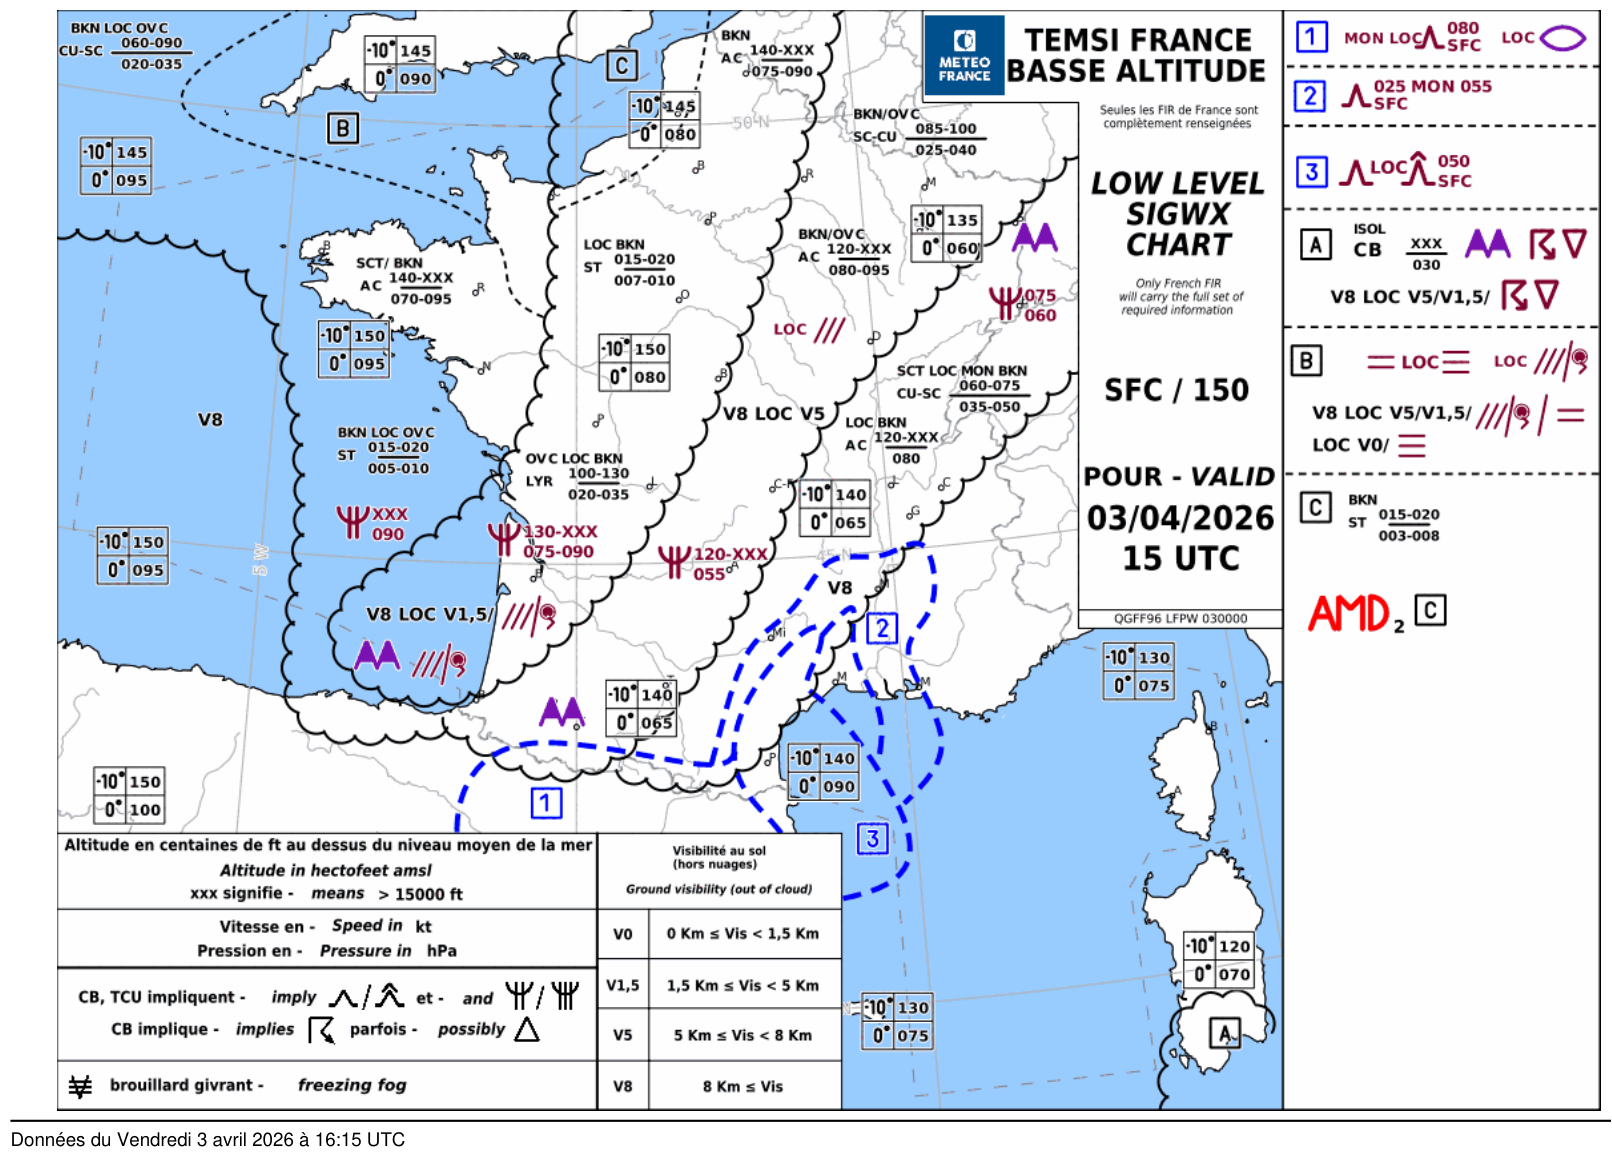 BKN LOC OVC
CU-SC 060-090
020-035
-10° 145
0° 090
C
BKN
AC 140-XXX
075-090
METEO
FRANCE
TEMSI FRANCE
BASSE ALTITUDE
Seules les FIR de France sont
complètement renseignées
LOW LEVEL
SIGWX
CHART
Only French FIR
will carry the full set of
required information
SFC / 150
POUR - VALID
03/04/2026
15 UTC
QGFF96 LFPW 030000
B
-10° 145
0° 080
50 N
BKN/OVC
SC-CU 085-100
025-040
-10° 145
0° 095
-10° 135
0° 060
SCT/ BKN
AC 140-XXX
070-095
LOC BKN
ST 015-020
007-010
BKN/OVC
AC 120-XXX
080-095
075
060
LOC
-10° 150
0° 095
-10° 150
0° 080
SCT LOC MON BKN
CU-SC 060-075
035-050
V8
V8 LOC V5
BKN LOC OVC
ST 015-020
005-010
LOC BKN
AC 120-XXX
080
OVC LOC BKN
LYR 100-130
020-035
-10° 140
0° 065
XXX
090
130-XXX
075-090
120-XXX
055
45 N
5 W
-10° 150
0° 095
V8
V8 LOC V1,5/
2
-10° 130
0° 075
-10° 140
0° 065
-10° 140
0° 090
-10° 150
0° 100
1
3
-10° 120
0° 070
-10° 130
0° 075
A
Altitude en centaines de ft au dessus du niveau moyen de la mer
Altitude in hectofeet amsl
xxx signifie - means > 15000 ft
Vitesse en - Speed in kt
Pression en - Pressure in hPa
CB, TCU impliquent - imply / et - and /
CB implique - implies parfois - possibly
brouillard givrant - freezing fog
Visibilité au sol
(hors nuages)
Ground visibility (out of cloud)
V0 0 Km ≤ Vis < 1,5 Km
V1,5 1,5 Km ≤ Vis < 5 Km
V5 5 Km ≤ Vis < 8 Km
V8 8 Km ≤ Vis
1 MON LOC 080 SFC LOC
2 025 MON 055
SFC
3 LOC 050
SFC
A ISOL
CB XXX
030
V8 LOC V5/V1,5/
B LOC LOC
V8 LOC V5/V1,5/ /
LOC V0/
C BKN
ST 015-020
003-008
AMD 2 C
Données du Vendredi 3 avril 2026 à 16:15 UTC